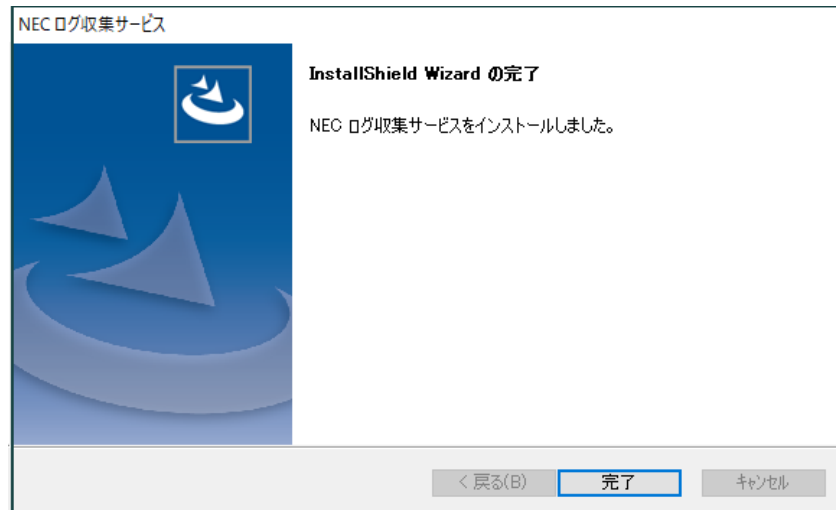 NEC ログ収集サービス
InstallShield Wizard の完了
NEC ログ収集サービスをインストールしました。
< 戻る(B)
完了
キャンセル